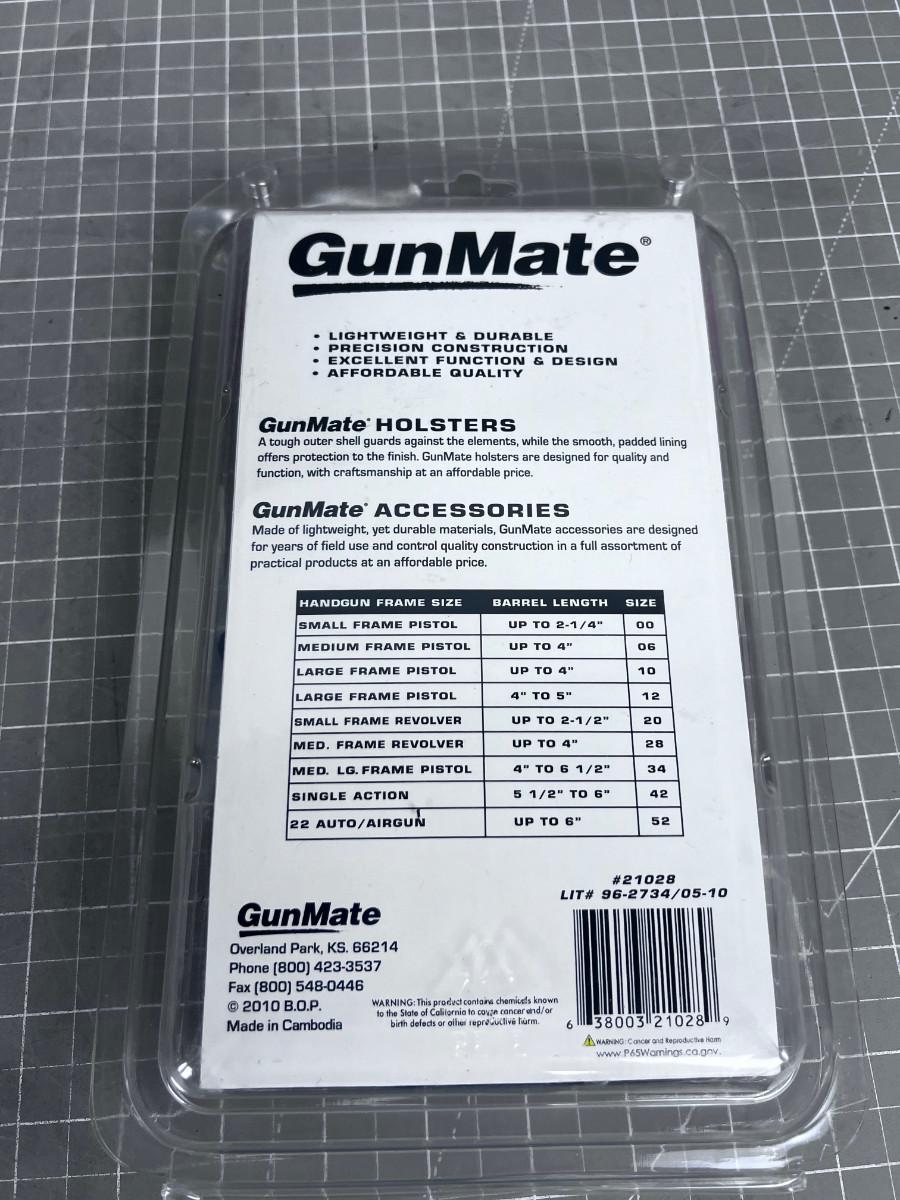 GunMate®
• LIGHTWEIGHT & DURABLE
• PRECISION CONSTRUCTION
• EXCELLENT FUNCTION & DESIGN
• AFFORDABLE QUALITY
GunMate® HOLSTERS
A tough outer shell guards against the elements, while the smooth, padded lining
offers protection to the finish. GunMate holsters are designed for quality and
function, with craftsmanship at an affordable price.
GunMate® ACCESSORIES
Made of lightweight, yet durable materials, GunMate accessories are designed
for years of field use and control quality construction in a full assortment of
practical products at an affordable price.
HANDGUN FRAME SIZE BARREL LENGTH SIZE
SMALL FRAME PISTOL UP TO 2-1/4" 00
MEDIUM FRAME PISTOL UP TO 4" 06
LARGE FRAME PISTOL UP TO 4" 10
LARGE FRAME PISTOL 4" TO 5" 12
SMALL FRAME REVOLVER UP TO 2-1/2" 20
MED. FRAME REVOLVER UP TO 4" 28
MED. LG. FRAME PISTOL 4" TO 6 1/2" 34
SINGLE ACTION 5 1/2" TO 6" 42
22 AUTO/AIRGUN UP TO 6" 52
#21028
LIT# 96-2734/05-10
GunMate
Overland Park, KS. 66214
Phone (800) 423-3537
Fax (800) 548-0446
© 2010 B.O.P.
Made in Cambodia
WARNING: This product contains chemicals known
to the State of California to cause cancer and/or
birth defects or other reproductive harm.
6 38003 21028 9
WARNING: Cancer and Reproductive Harm
www.P65Warnings.ca.gov.